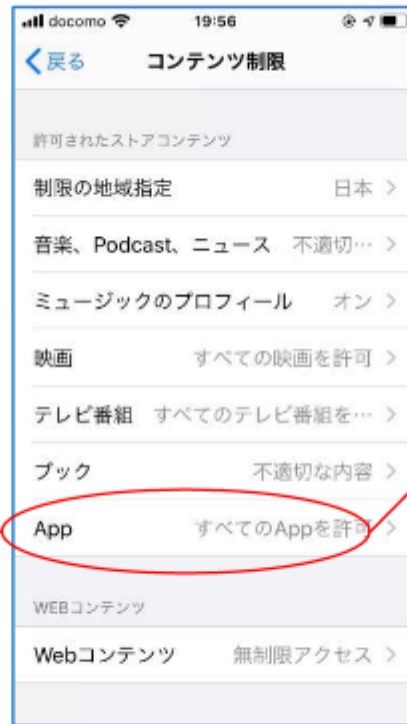 docomo 19:56
戻る コンテンツ制限
許可されたストアコンテンツ
制限の地域指定 日本
音楽、Podcast、ニュース 不適切…
ミュージックのプロフィール オン
映画 すべての映画を許可
テレビ番組 すべてのテレビ番組を…
ブック 不適切な内容
App すべてのAppを許可
WEBコンテンツ
Webコンテンツ 無制限アクセス